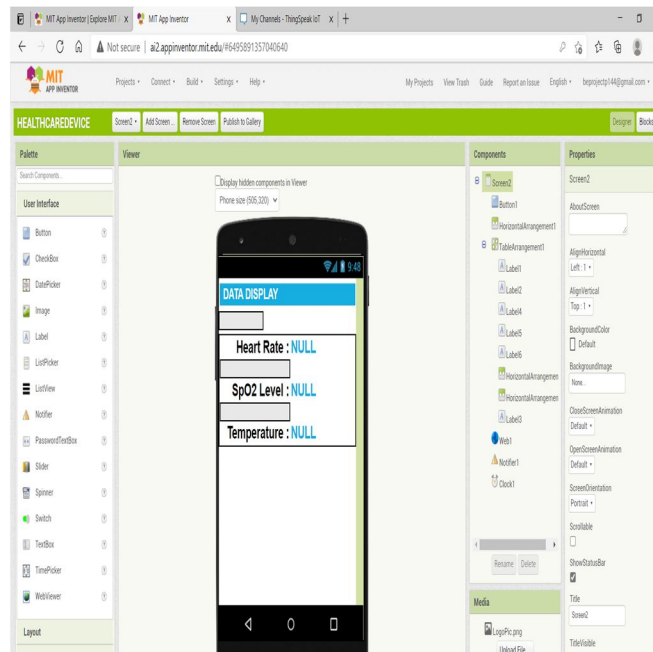 MIT App Inventor | Explore MIT
MIT App Inventor
My Channels - ThingSpeak IoT
Not secure | ai2.appinventor.mit.edu/#6495891357040640
MIT
APP INVENTOR
Projects Connect Build Settings Help My Projects View Trash Guide Report an Issue English beprojectp144@gmail.com
HEALTHCAREDEVICE Screen2 Add Screen ... Remove Screen Publish to Gallery Designer Blocks
Palette
Search Components...
User Interface
Button
CheckBox
DatePicker
Image
Label
ListPicker
ListView
Notifier
PasswordTextBox
Slider
Spinner
Switch
TextBox
TimePicker
WebViewer
Layout
Viewer
Display hidden components in Viewer
Phone size (505,320)
9:48
DATA DISPLAY
Heart Rate : NULL
SpO2 Level : NULL
Temperature : NULL
Components
Screen2
Button1
HorizontalArrangement1
TableArrangement1
Label1
Label2
Label4
Label5
Label6
HorizontalArrangemen
HorizontalArrangemen
Label3
Web1
Notifier1
Clock1
Rename Delete
Media
LogoPic.png
Upload File ...
Properties
Screen2
AboutScreen
AlignHorizontal
Left : 1
AlignVertical
Top : 1
BackgroundColor
Default
BackgroundImage
None...
CloseScreenAnimation
Default
OpenScreenAnimation
Default
ScreenOrientation
Portrait
Scrollable
ShowStatusBar
Title
Screen2
TitleVisible